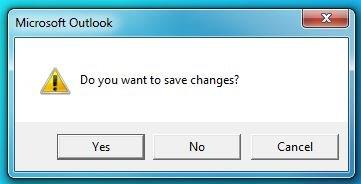 Microsoft Outlook
Do you want to save changes?
Yes
No
Cancel